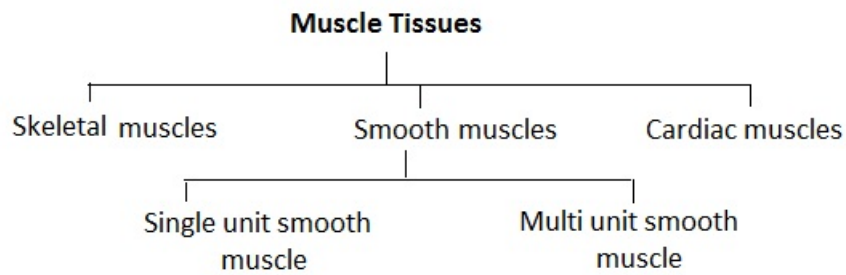 Muscle Tissues
Skeletal muscles
Smooth muscles
Cardiac muscles
Single unit smooth
muscle
Multi unit smooth
muscle